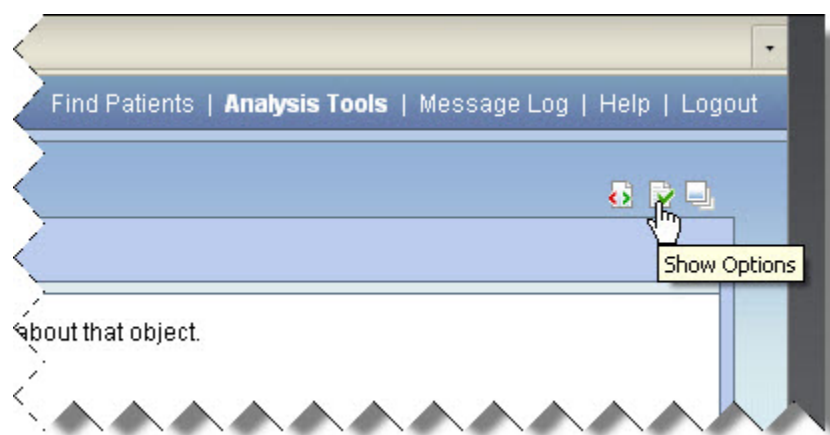 Find Patients | Analysis Tools | Message Log | Help | Logout
Show Options
about that object.